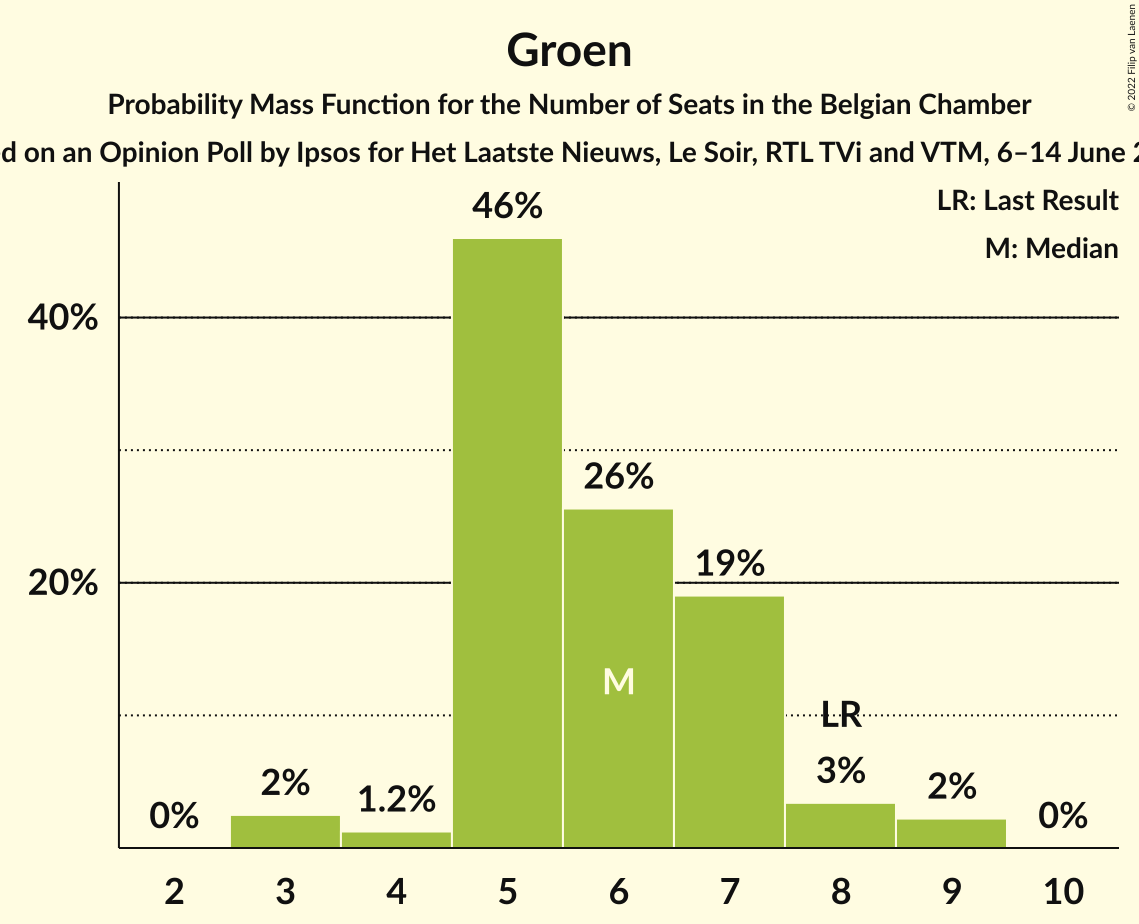 Groen
Probability Mass Function for the Number of Seats in the Belgian Chamber
on an Opinion Poll by Ipsos for Het Laatste Nieuws, Le Soir, RTL TVi and VTM, 6–14 June
© 2022 Filip van Laenen
LR: Last Result
M: Median
46%
40%
26%
20%
19%
M
LR
3%
2%
2%
1.2%
0%
0%
2 3 4 5 6 7 8 9 10